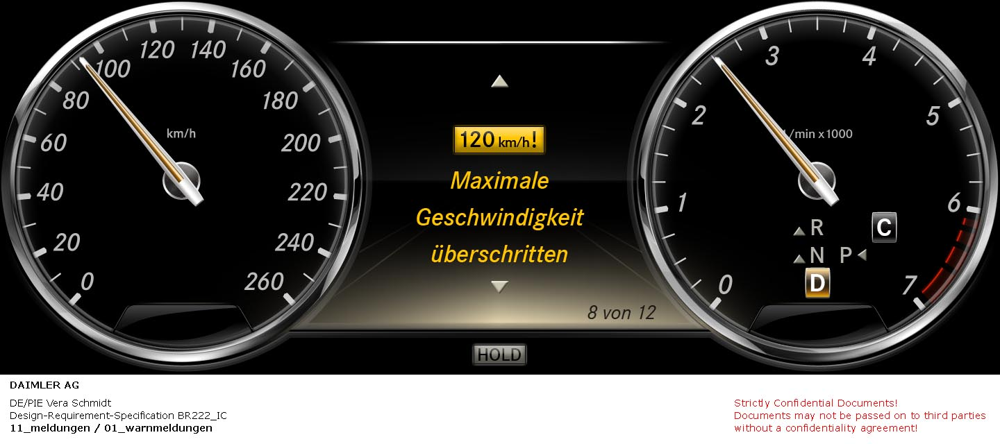 120 140
100 160
80 180
km/h
60 200
40 220
20 240
0 260
120 km/h!
Maximale
Geschwindigkeit
überschritten
8 von 12
HOLD
3 4
2 5
/min x 1000
1 6
R C
N P
D
0 7
DAIMLER AG
DE/PIE Vera Schmidt
Design-Requirement-Specification BR222_IC
11_meldungen / 01_warnmeldungen
Strictly Confidential Documents!
Documents may not be passed on to third parties
without a confidentiality agreement!